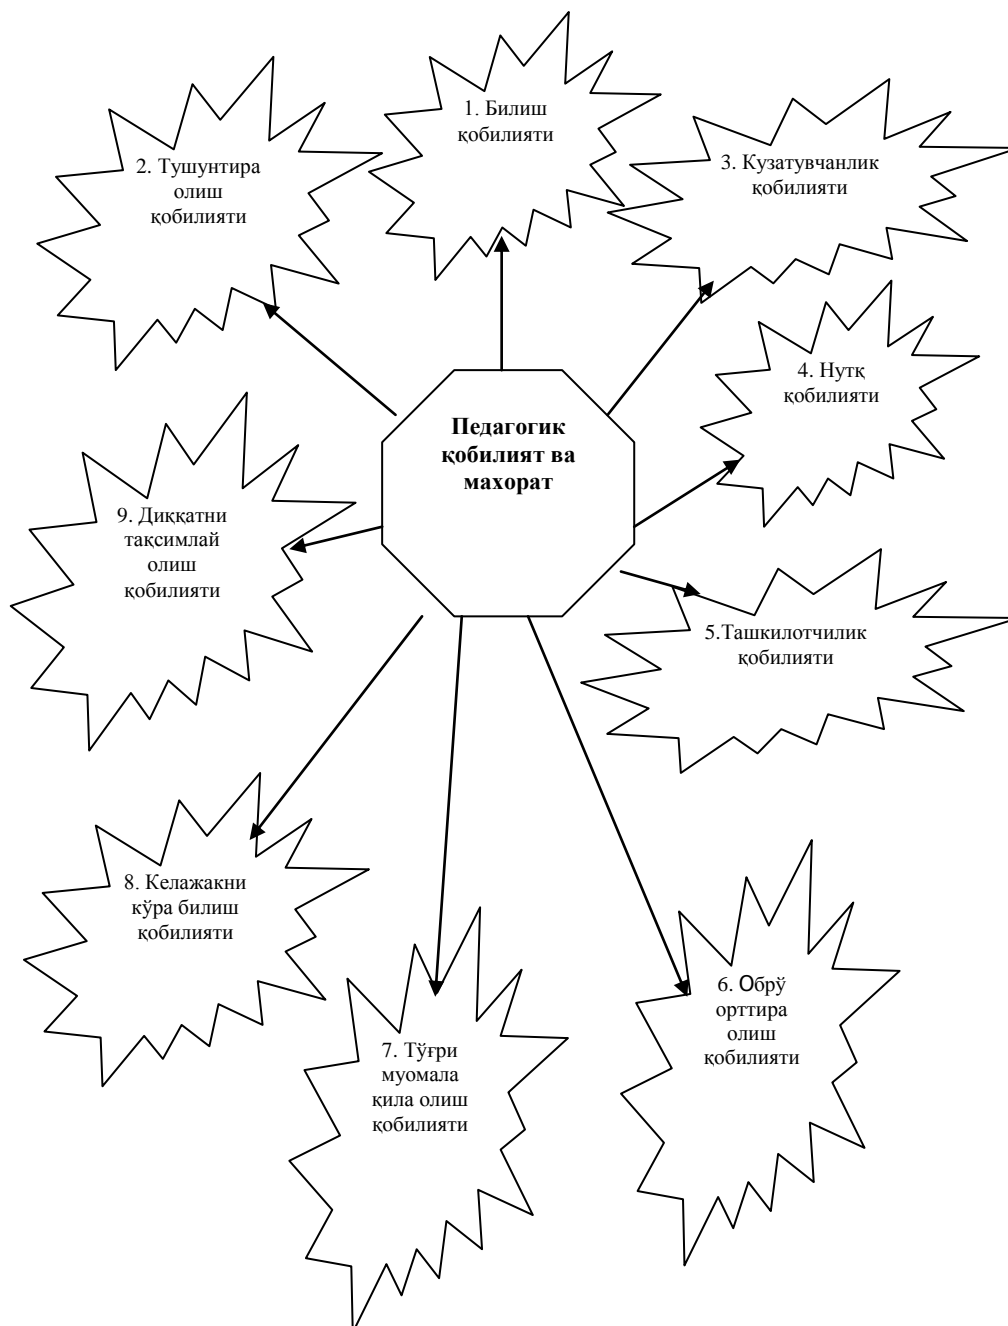 1. Билиш
қобилияти
2. Тушунтира
олиш
қобилияти
3. Кузатувчанлик
қобилияти
4. Нутқ
қобилияти
Педагогик
қобилият ва
махорат
9. Диққатни
тақсимлай
олиш
қобилияти
5.Ташкилотчилик
қобилияти
8. Келажакни
кўра билиш
қобилияти
6. Обрў
орттира
олиш
қобилияти
7. Тўғри
муомала
қила олиш
қобилияти